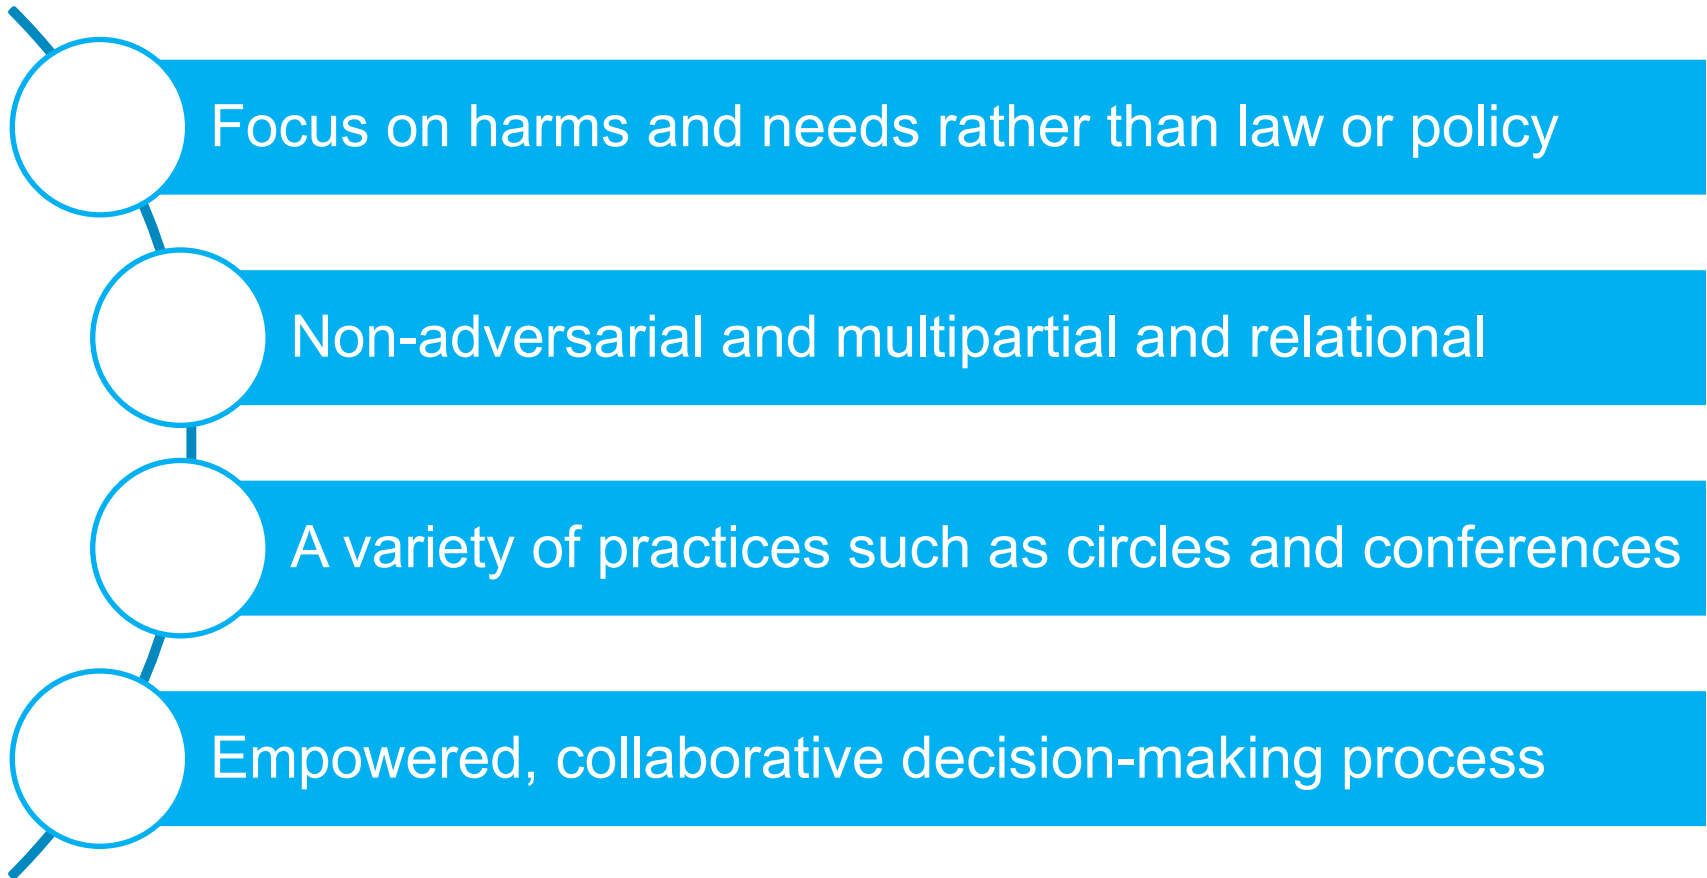 Focus on harms and needs rather than law or policy
Non-adversarial and multipartial and relational
A variety of practices such as circles and conferences
Empowered, collaborative decision-making process